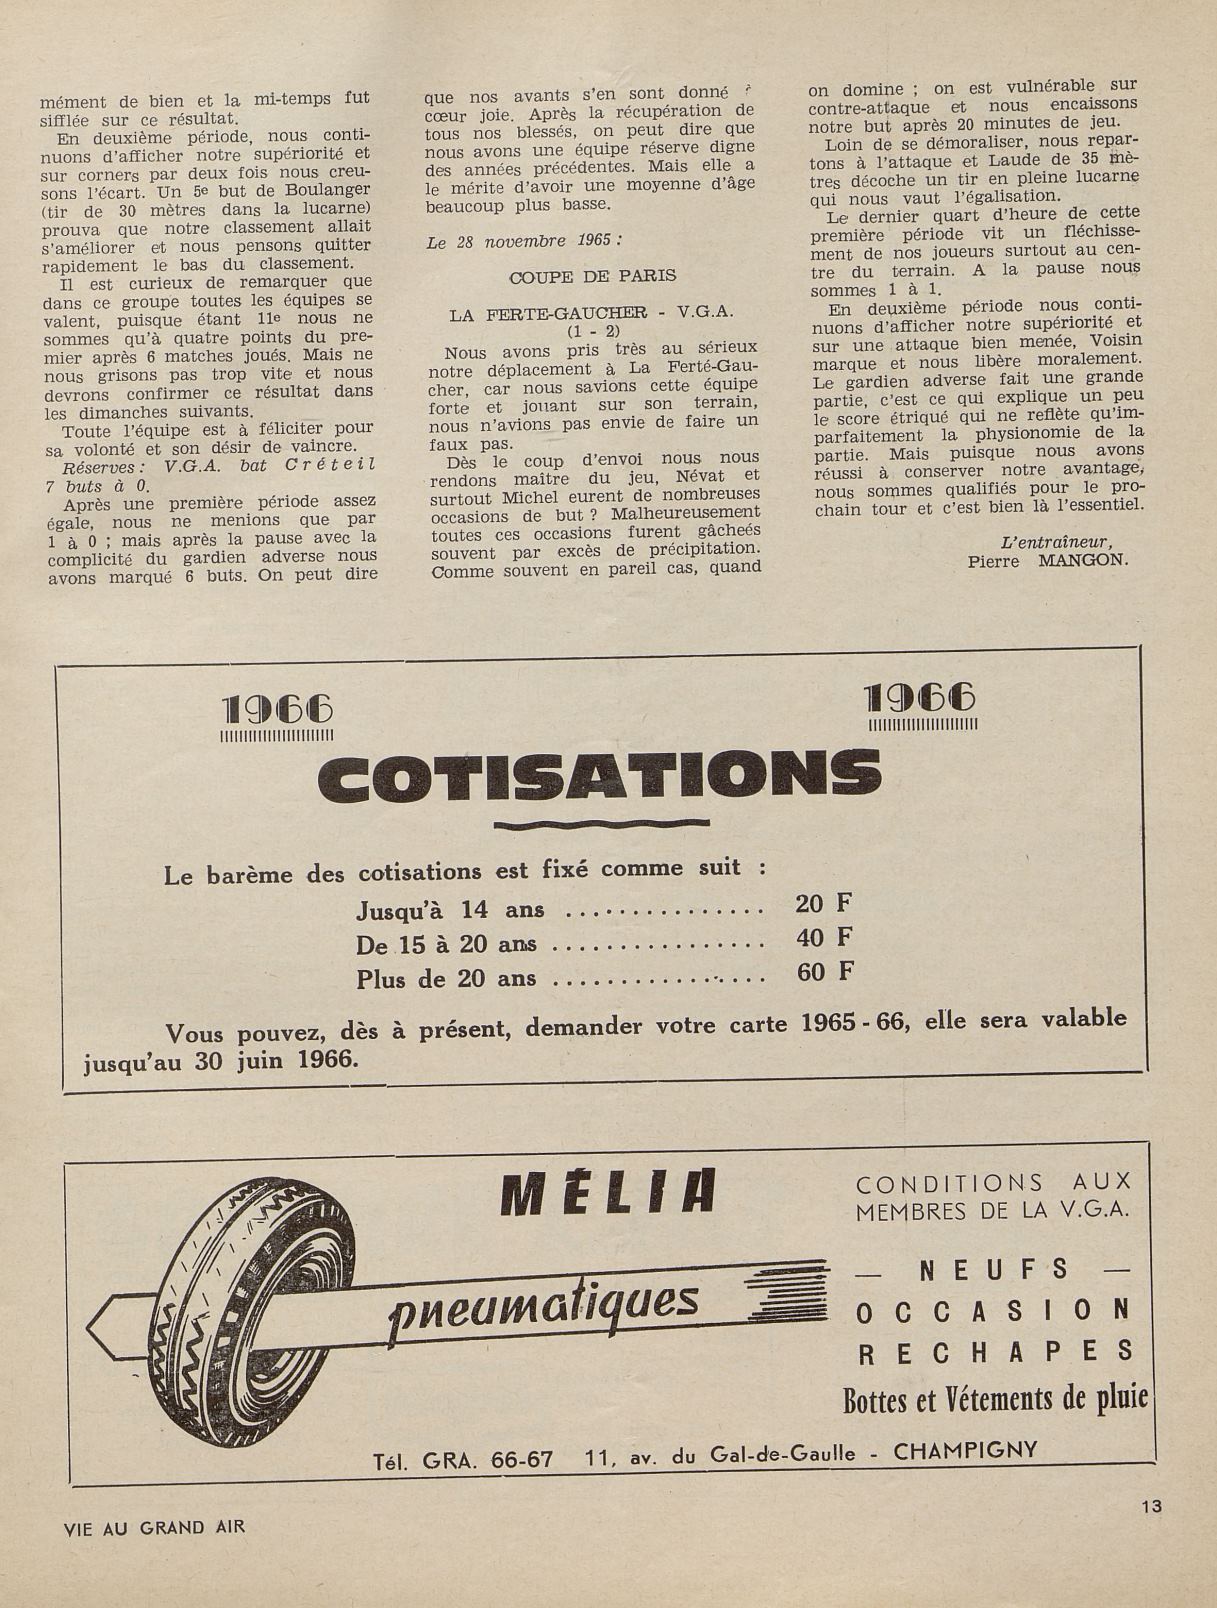 mément de bien et la mi-temps fut
sifflée sur ce résultat.
En deuxième période, nous conti-
nuons d'afficher notre supériorité et
sur corners par deux fois nous creu-
sons l'écart. Un 5e but de Boulanger
(tir de 30 mètres dans la lucarne)
prouva que notre classement allait
s'améliorer et nous pensons quitter
rapidement le bas du classement.
Il est curieux de remarquer que
dans ce groupe toutes les équipes se
valent, puisque étant 11e nous ne
sommes qu'à quatre points du pre-
mier après 6 matches joués. Mais ne
nous grisons pas trop vite et nous
devrons confirmer ce résultat dans
les dimanches suivants.
Toute l'équipe est à féliciter pour
sa volonté et son désir de vaincre.
Réserves : V.G.A. bat Créteil
7 buts à 0.
Après une première période assez
égale, nous ne menions que par
1 à 0 ; mais après la pause avec la
complicité du gardien adverse nous
avons marqué 6 buts. On peut dire
que nos avants s'en sont donné à
cœur joie. Après la récupération de
tous nos blessés, on peut dire que
nous avons une équipe réserve digne
des années précédentes. Mais elle a
le mérite d'avoir une moyenne d'âge
beaucoup plus basse.
Le 28 novembre 1965 :
COUPE DE PARIS
LA FERTE-GAUCHER - V.G.A.
(1 - 2)
Nous avons pris très au sérieux
notre déplacement à La Ferté-Gau-
cher, car nous savions cette équipe
forte et jouant sur son terrain,
nous n'avions pas envie de faire un
faux pas.
Dès le coup d'envoi nous nous
rendons maître du jeu, Névat et
surtout Michel eurent de nombreuses
occasions de but ? Malheureusement
toutes ces occasions furent gâcheés
souvent par excès de précipitation.
Comme souvent en pareil cas, quand
on domine ; on est vulnérable sur
contre-attaque et nous encaissons
notre but après 20 minutes de jeu.
Loin de se démoraliser, nous repar-
tons à l'attaque et Laude de 35 mè-
tres décoche un tir en pleine lucarne
qui nous vaut l'égalisation.
Le dernier quart d'heure de cette
première période vit un fléchisse-
ment de nos joueurs surtout au cen-
tre du terrain. A la pause nous
sommes 1 à 1.
En deuxième période nous conti-
nuons d'afficher notre supériorité et
sur une attaque bien menée, Voisin
marque et nous libère moralement.
Le gardien adverse fait une grande
partie, c'est ce qui explique un peu
le score étriqué qui ne reflète qu'im-
parfaitement la physionomie de la
partie. Mais puisque nous avons
réussi à conserver notre avantage,
nous sommes qualifiés pour le pro-
chain tour et c'est bien là l'essentiel.
L'entraîneur,
Pierre MANGON.
1966 1966
COTISATIONS
Le barème des cotisations est fixé comme suit :
Jusqu'à 14 ans ................ 20 F
De 15 à 20 ans ................ 40 F
Plus de 20 ans ................ 60 F
Vous pouvez, dès à présent, demander votre carte 1965 - 66, elle sera valable
jusqu'au 30 juin 1966.
MÉLIA
pneumatiques
CONDITIONS AUX
MEMBRES DE LA V.G.A.
— NEUFS —
OCCASION
RECHAPES
Bottes et Vêtements de pluie
Tél. GRA. 66-67 11, av. du Gal-de-Gaulle - CHAMPIGNY
VIE AU GRAND AIR
13